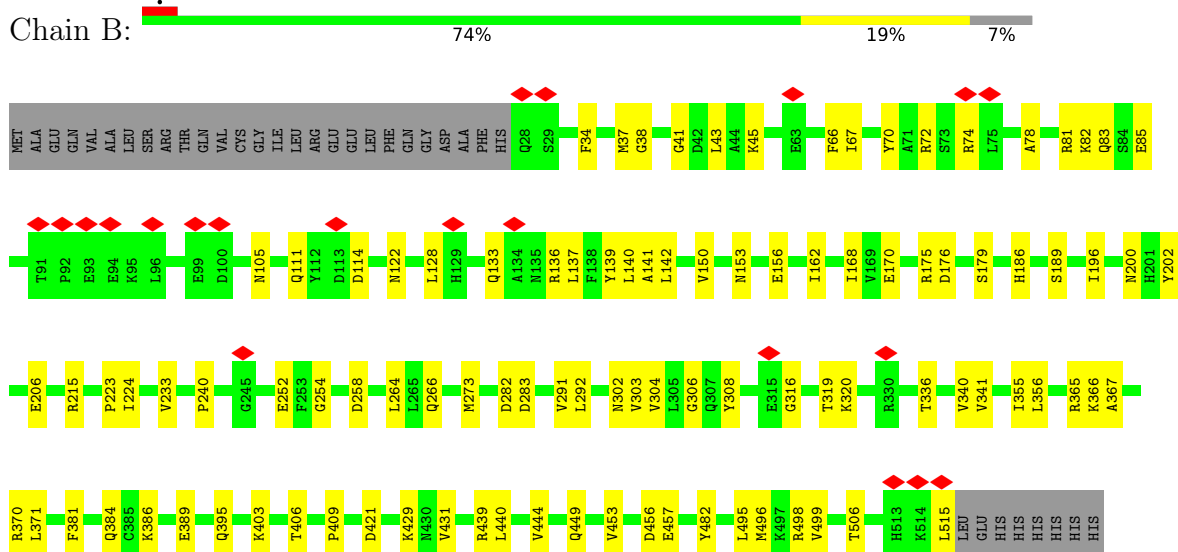 Chain B:
74% 19% 7%
MET ALA GLU GLN VAL ALA LEU SER ARG THR GLN VAL CYS GLY ILE LEU ARG GLU GLU LEU PHE GLN GLY ASP ALA PHE HIS Q28 S29 F34 M37 G38 G41 D42 L43 A44 K45 E63 F66 I67 Y70 A71 R72 S73 R74 L75 A78 R81 K82 Q83 S84 E85
T91 P92 E93 E94 K95 L96 E99 D100 N105 Q111 Y112 D113 D114 N122 L128 H129 Q133 A134 N135 R136 L137 F138 Y139 L140 A141 L142 V150 N153 E156 I162 I168 V169 E170 R175 D176 S179 H186 S189 I196 N200 H201 Y202
E206 R215 P223 I224 V233 P240 G245 E252 F253 G254 D258 L264 L265 Q266 M273 D282 D283 V291 L292 N302 V303 V304 L305 G306 Q307 Y308 E315 G316 T319 K320 R330 T336 V340 V341 I355 L356 R365 K366 A367
R370 L371 F381 Q384 C385 K386 E389 Q395 K403 T406 P409 D421 K429 N430 V431 R439 L440 V444 Q449 V453 D456 E457 Y482 L495 M496 K497 R498 V499 T506 H513 K514 L515 LEU GLU HIS HIS HIS HIS HIS HIS